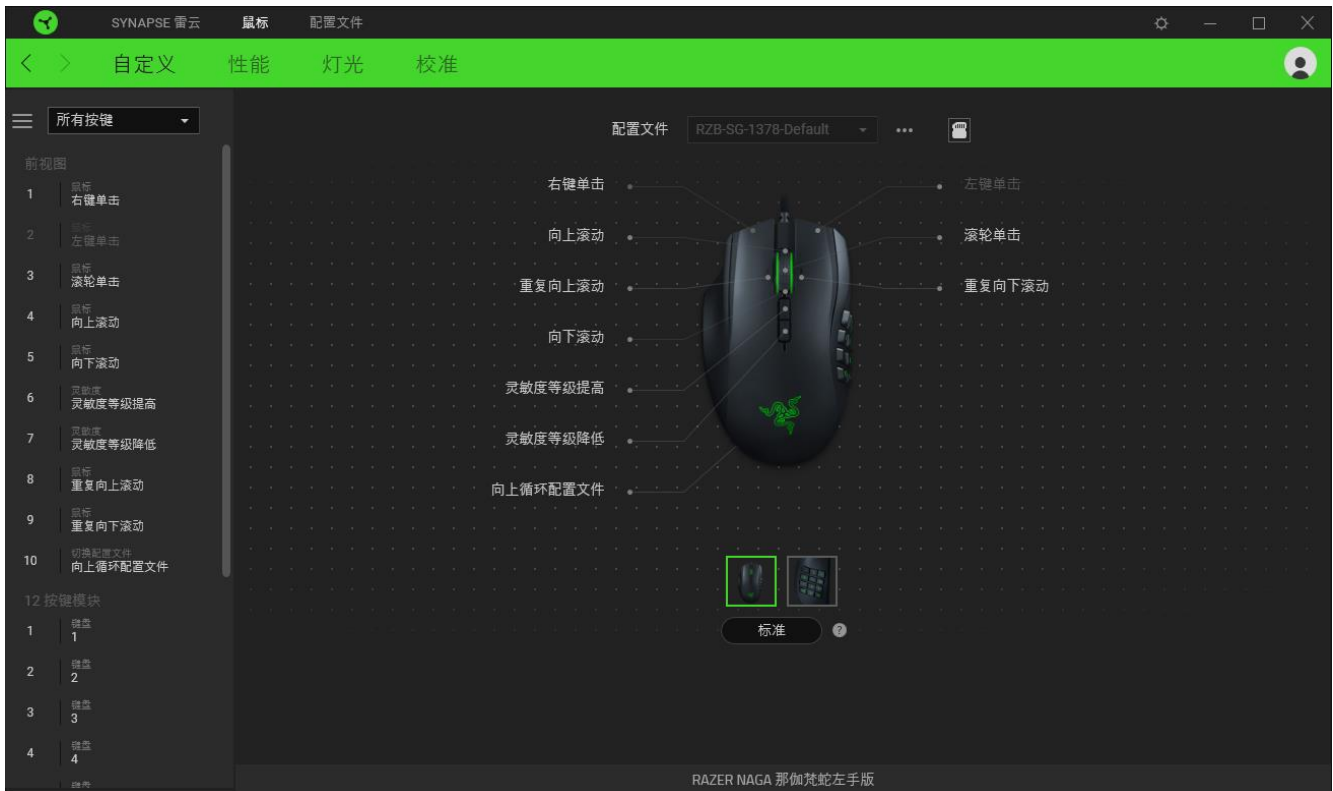 SYNAPSE 雷云 鼠标 配置文件
自定义 性能 灯光 校准
所有按键
前视图
1 鼠标
右键单击
2 鼠标
左键单击
3 鼠标
滚轮单击
4 鼠标
向上滚动
5 鼠标
向下滚动
6 灵敏度
灵敏度等级提高
7 灵敏度
灵敏度等级降低
8 鼠标
重复向上滚动
9 鼠标
重复向下滚动
10 切换配置文件
向上循环配置文件
12 按键模块
1 键盘
1
2 键盘
2
3 键盘
3
4 键盘
4
键盘
配置文件 RZB-SG-1378-Default
右键单击 左键单击
向上滚动 滚轮单击
重复向上滚动 重复向下滚动
向下滚动
灵敏度等级提高
灵敏度等级降低
向上循环配置文件
标准 ?
RAZER NAGA 那伽梵蛇左手版